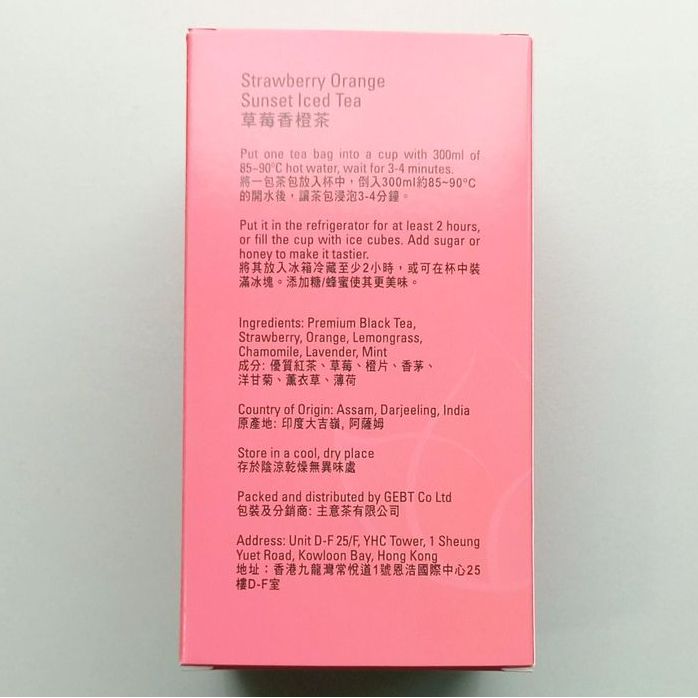 Strawberry Orange
Sunset Iced Tea
草莓香橙茶
Put one tea bag into a cup with 300ml of
85–90°C hot water, wait for 3-4 minutes.
將一包茶包放入杯中，倒入300ml約85~90°C
的開水後，讓茶包浸泡3-4分鐘。
Put it in the refrigerator for at least 2 hours,
or fill the cup with ice cubes. Add sugar or
honey to make it tastier.
將其放入冰箱冷藏至少2小時，或可在杯中裝
滿冰塊。添加糖/蜂蜜使其更美味。
Ingredients: Premium Black Tea,
Strawberry, Orange, Lemongrass,
Chamomile, Lavender, Mint
成分: 優質紅茶、草莓、橙片、香茅、
洋甘菊、薰衣草、薄荷
Country of Origin: Assam, Darjeeling, India
原產地: 印度大吉嶺, 阿薩姆
Store in a cool, dry place
存於陰涼乾燥無異味處
Packed and distributed by GEBT Co Ltd
包裝及分銷商: 主意茶有限公司
Address: Unit D-F 25/F, YHC Tower, 1 Sheung
Yuet Road, Kowloon Bay, Hong Kong
地址：香港九龍灣常悅道1號恩浩國際中心25
樓D-F室